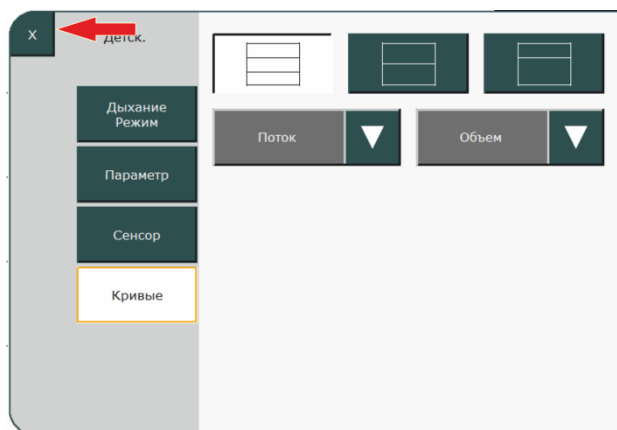 X
Детск.
Дыхание
Режим
Параметр
Сенсор
Кривые
Поток
Объем